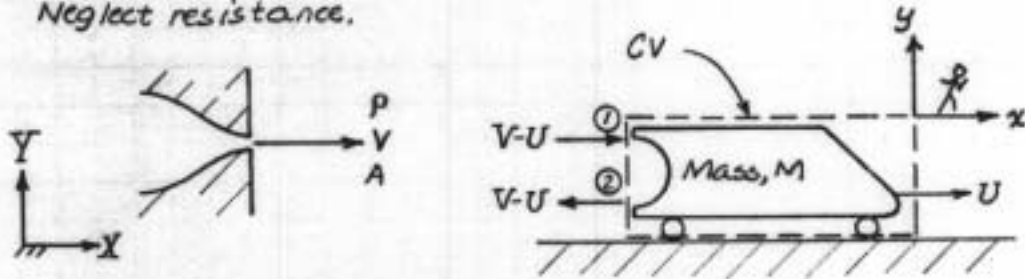 Neglect resistance.
CV
y
x
P
V
A
Y
X
V-U
①
Mass, M
V-U
②
U